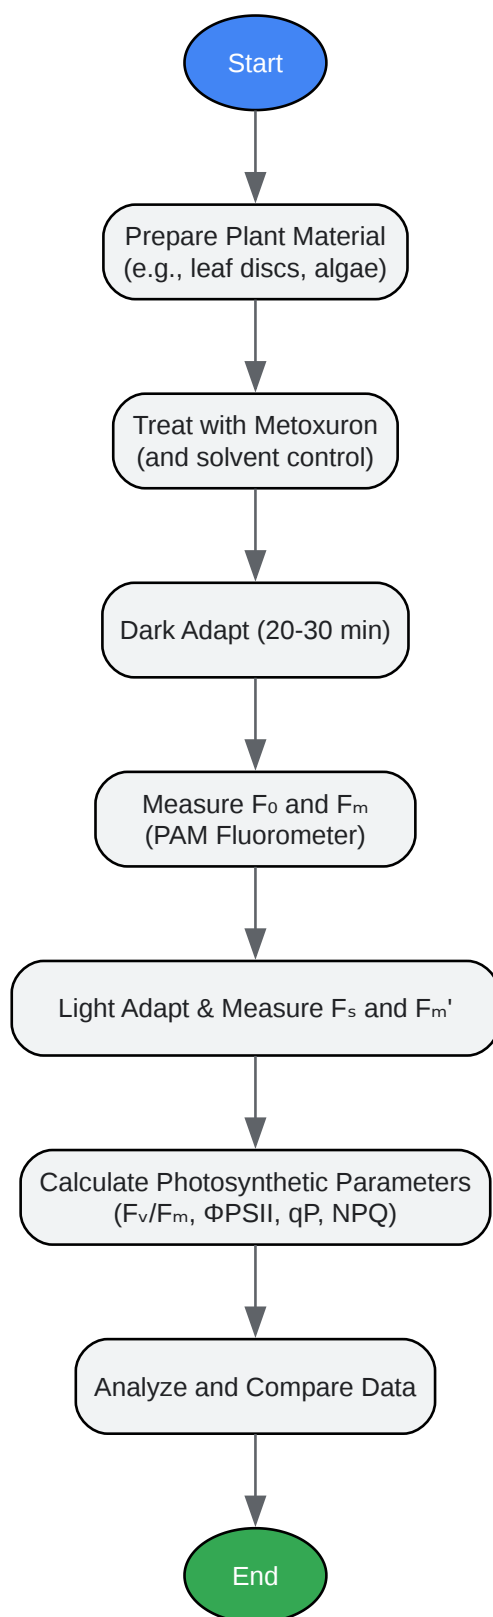 Start
Prepare Plant Material
(e.g., leaf discs, algae)
Treat with Metoxuron
(and solvent control)
Dark Adapt (20-30 min)
Measure F₀ and Fₘ
(PAM Fluorometer)
Light Adapt & Measure Fₛ and Fₘ'
Calculate Photosynthetic Parameters
(Fᵥ/Fₘ, ΦPSII, qP, NPQ)
Analyze and Compare Data
End